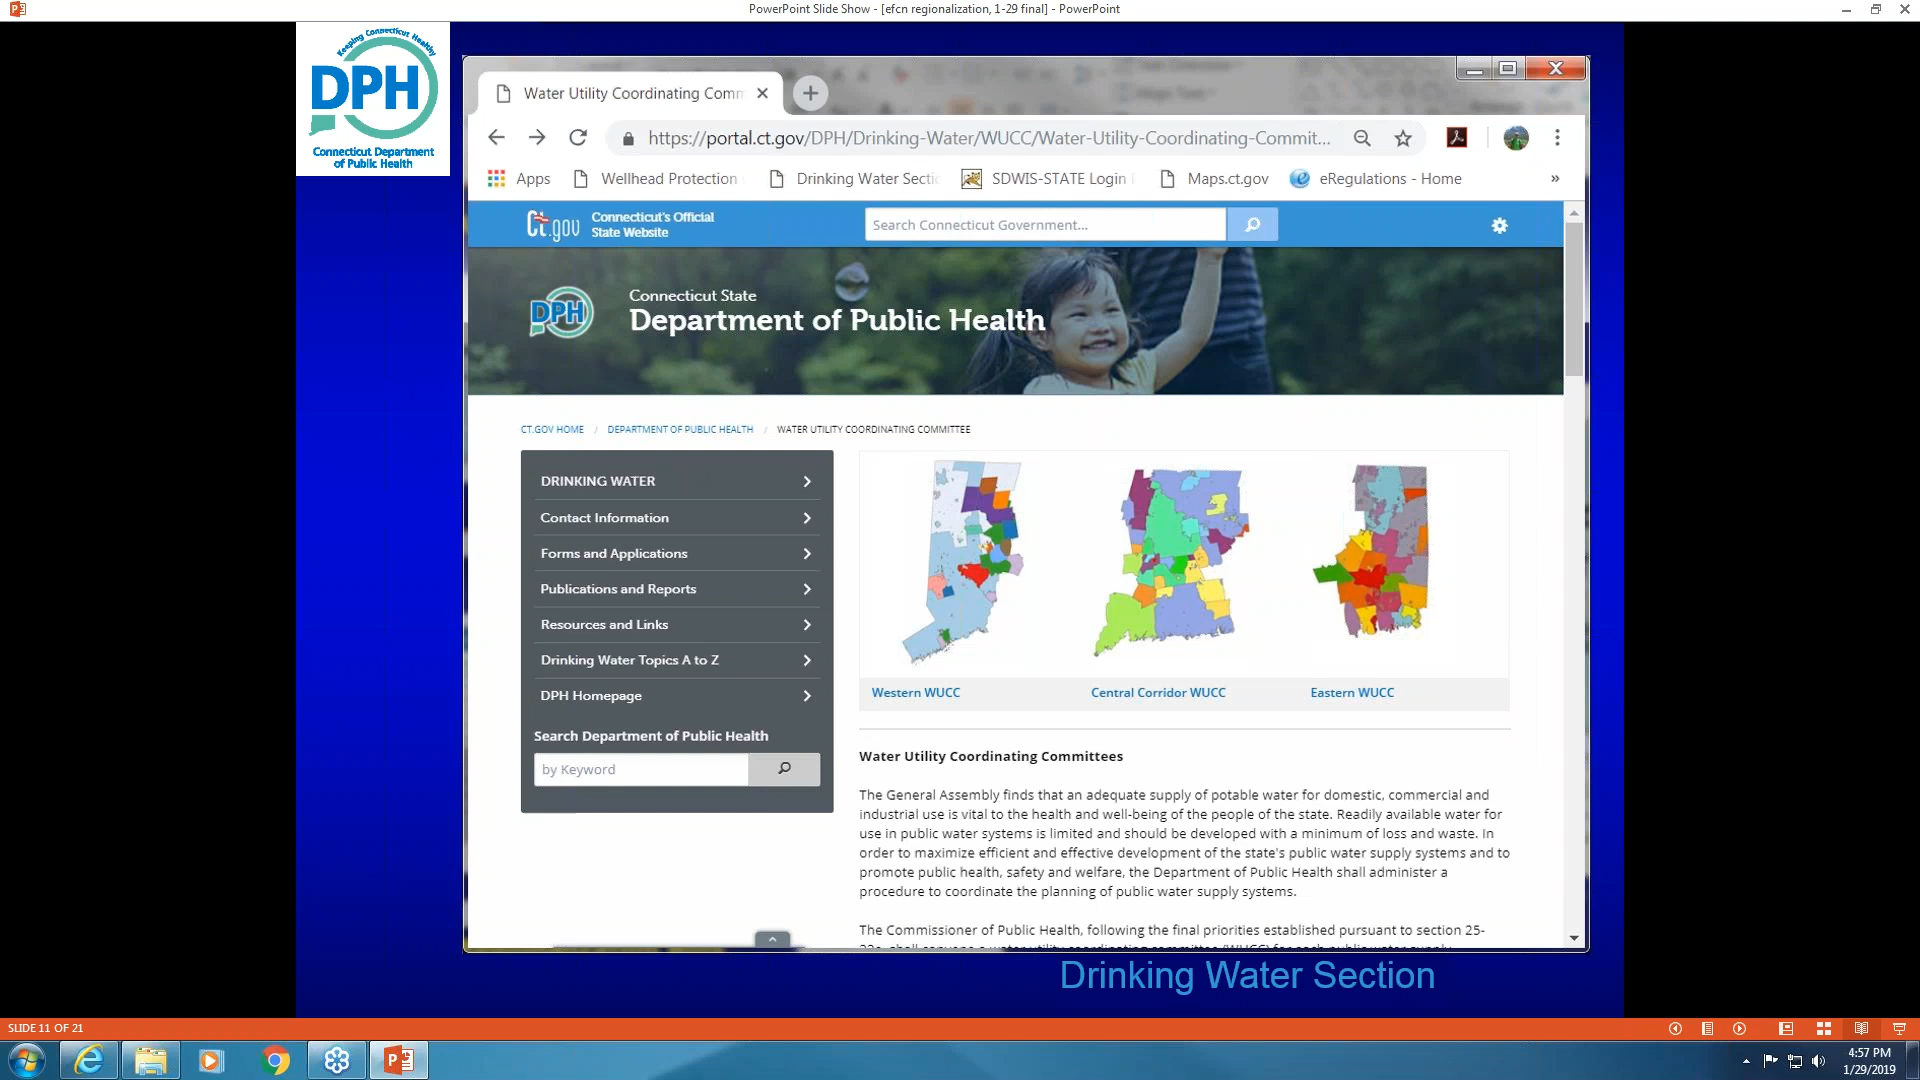 PowerPoint Slide Show - [efcn regionalization, 1-29 final] - PowerPoint
Keeping Connecticut Healthy
DPH
Connecticut Department
of Public Health
Water Utility Coordinating Comm
https://portal.ct.gov/DPH/Drinking-Water/WUCC/Water-Utility-Coordinating-Commit...
Apps
Wellhead Protection
Drinking Water Sectio
SDWIS-STATE Login
Maps.ct.gov
eRegulations - Home
»
Ct.gov
Connecticut's Official
State Website
Search Connecticut Government...
DPH
Connecticut State
Department of Public Health
CT.GOV HOME / DEPARTMENT OF PUBLIC HEALTH / WATER UTILITY COORDINATING COMMITTEE
DRINKING WATER
Contact Information
Forms and Applications
Publications and Reports
Resources and Links
Drinking Water Topics A to Z
DPH Homepage
Search Department of Public Health
by Keyword
Western WUCC
Central Corridor WUCC
Eastern WUCC
Water Utility Coordinating Committees
The General Assembly finds that an adequate supply of potable water for domestic, commercial and
industrial use is vital to the health and well-being of the people of the state. Readily available water for
use in public water systems is limited and should be developed with a minimum of loss and waste. In
order to maximize efficient and effective development of the state's public water supply systems and to
promote public health, safety and welfare, the Department of Public Health shall administer a
procedure to coordinate the planning of public water supply systems.
The Commissioner of Public Health, following the final priorities established pursuant to section 25-
Drinking Water Section
SLIDE 11 OF 21
4:57 PM
1/29/2019